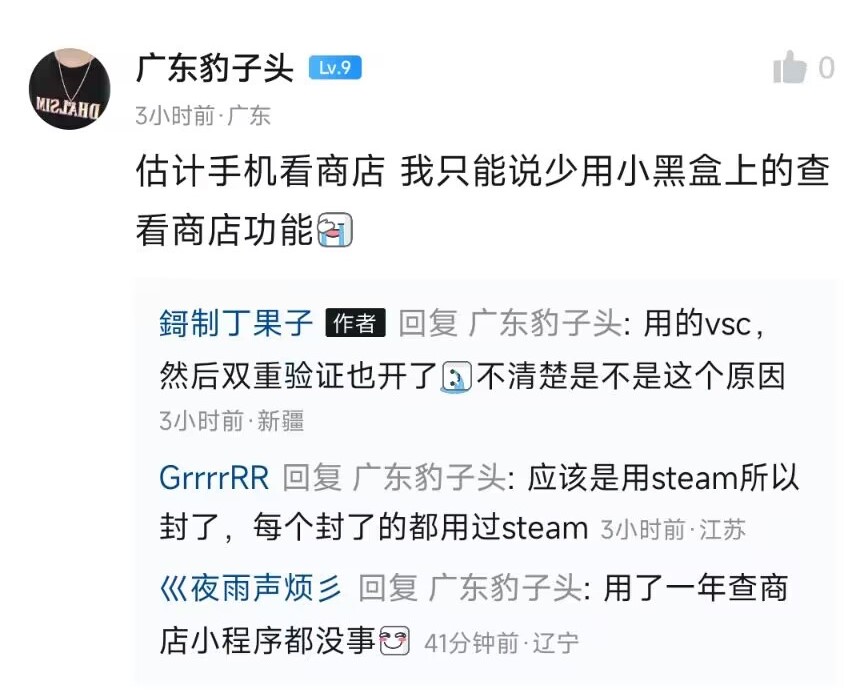 广东豹子头 Lv.9 0
3小时前·广东
估计手机看商店 我只能说少用小黑盒上的查
看商店功能
鎶制丁果子 作者 回复 广东豹子头: 用的vsc，
然后双重验证也开了不清楚是不是这个原因
3小时前·新疆
GrrrrRR 回复 广东豹子头: 应该是用steam所以
封了，每个封了的都用过steam 3小时前·江苏
巛夜雨声烦彡 回复 广东豹子头: 用了一年查商
店小程序都没事 41分钟前·辽宁